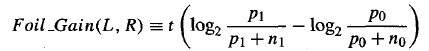 Foil_Gain(L, R) ≡ t ( log₂ p₁ / (p₁ + n₁) − log₂ p₀ / (p₀ + n₀) )